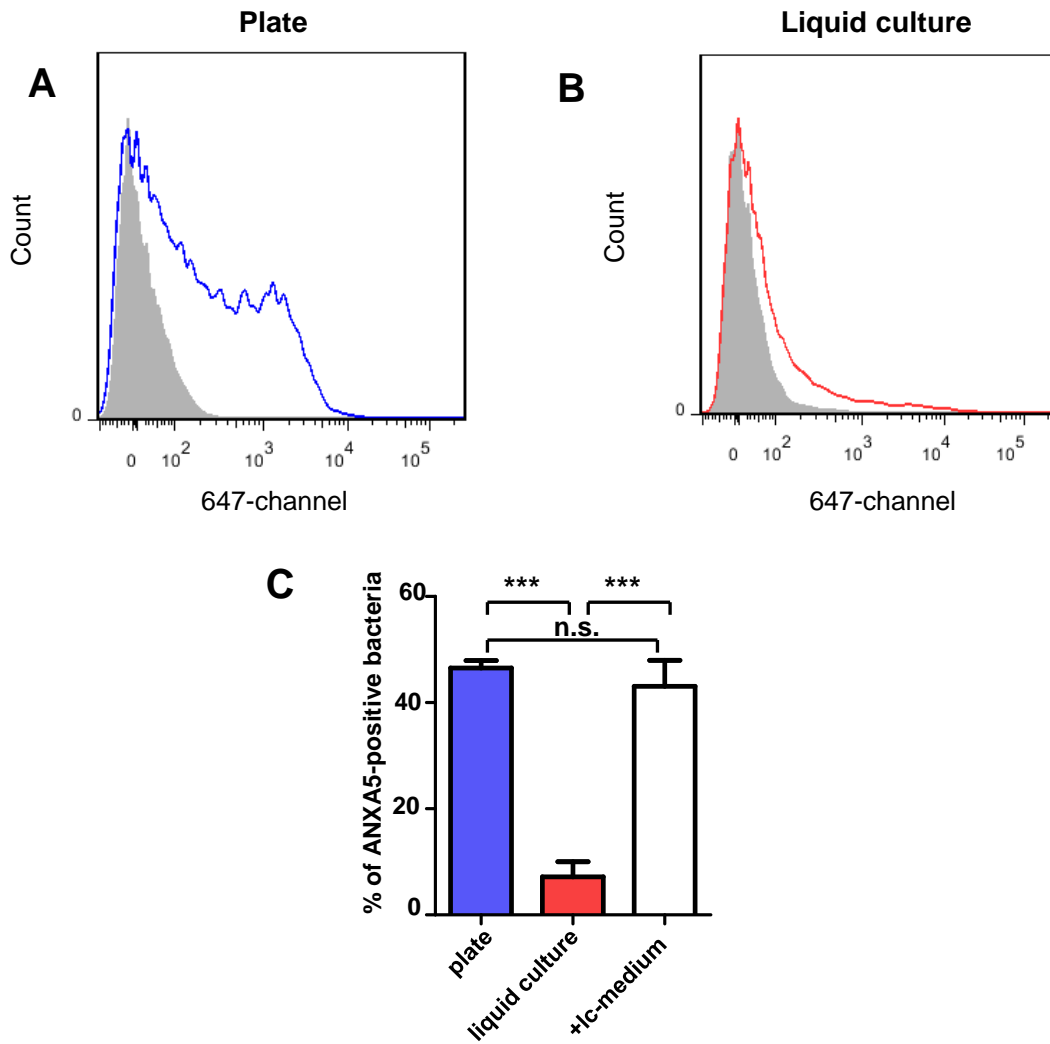 Plate
Liquid culture
A
B
Count
Count
0
0
0 10^2 10^3 10^4 10^5
0 10^2 10^3 10^4 10^5
647-channel
647-channel
C
*** ***
n.s.
% of ANXA5-positive bacteria
60
40
20
0
plate
liquid culture
+lc-medium